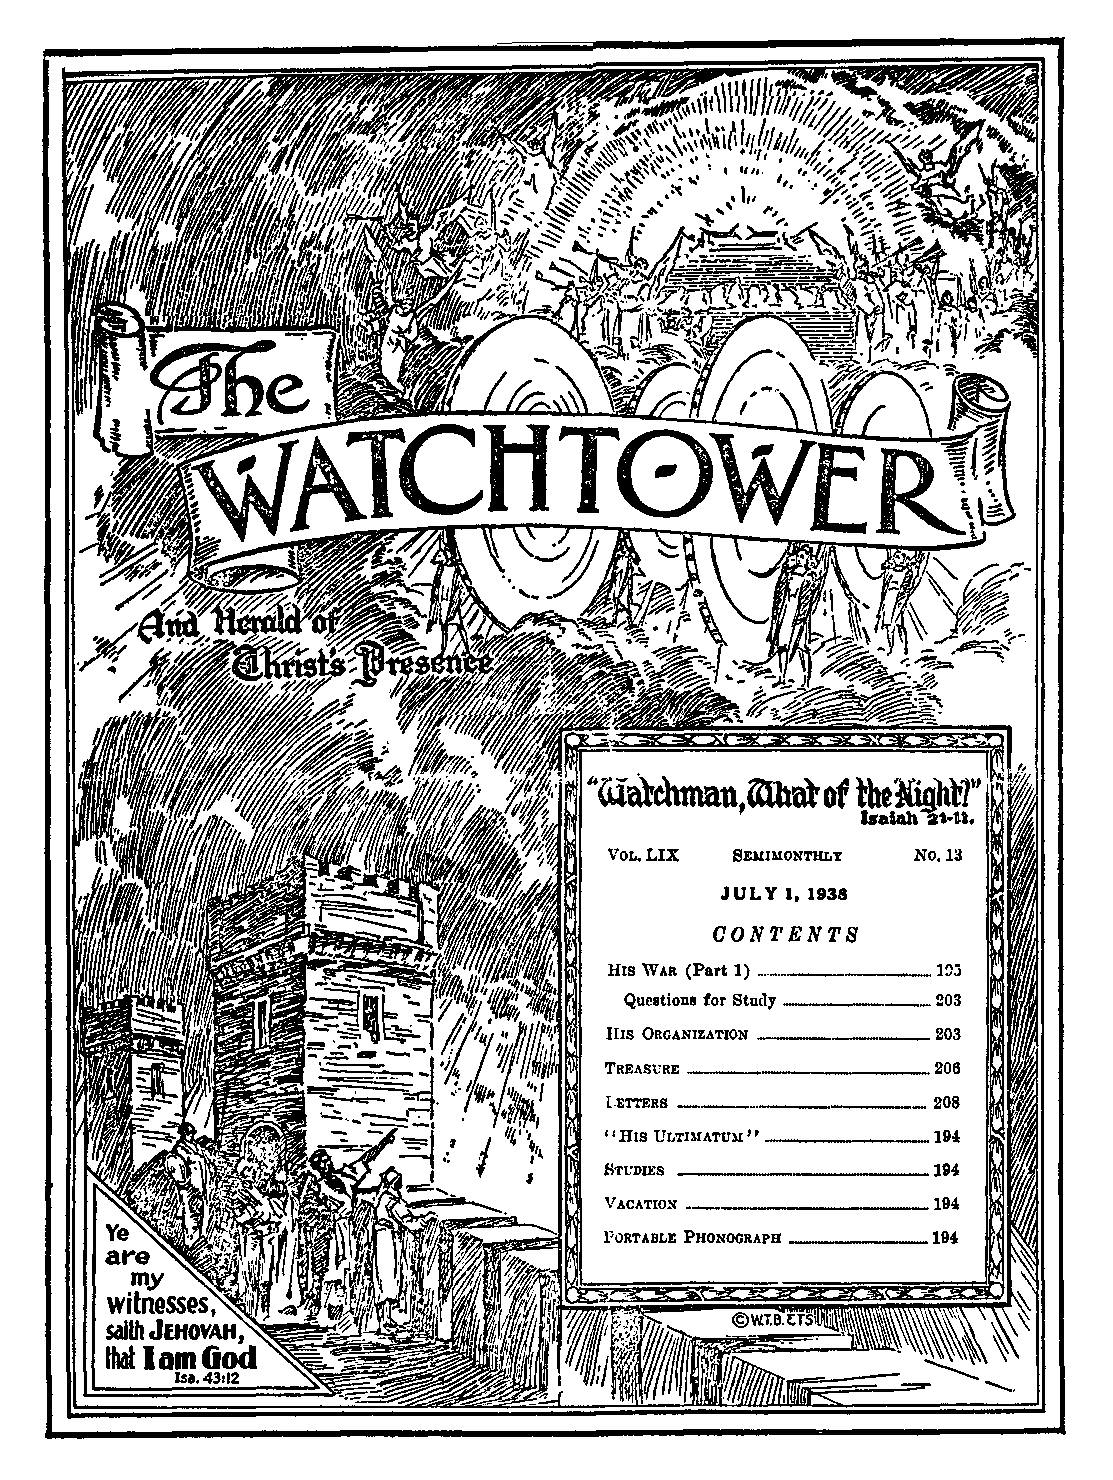 The
WATCHTOWER
And Herald of
Christ's Presence
"Watchman, What of the Night?"
Isaiah 21-11.
VOL. LIX SEMIMONTHLY NO. 13
JULY 1, 1938
CONTENTS
HIS WAR (Part 1) 195
Questions for Study 203
HIS ORGANIZATION 203
TREASURE 206
LETTERS 208
"HIS ULTIMATUM" 194
STUDIES 194
VACATION 194
PORTABLE PHONOGRAPH 194
©W.T.B.&T.S
Ye
are
my
witnesses,
saith JEHOVAH,
that I am God
Isa. 43:12